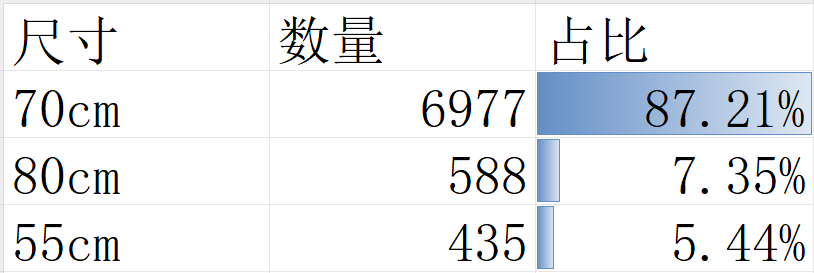 尺寸 数量 占比
70cm 6977 87.21%
80cm 588 7.35%
55cm 435 5.44%